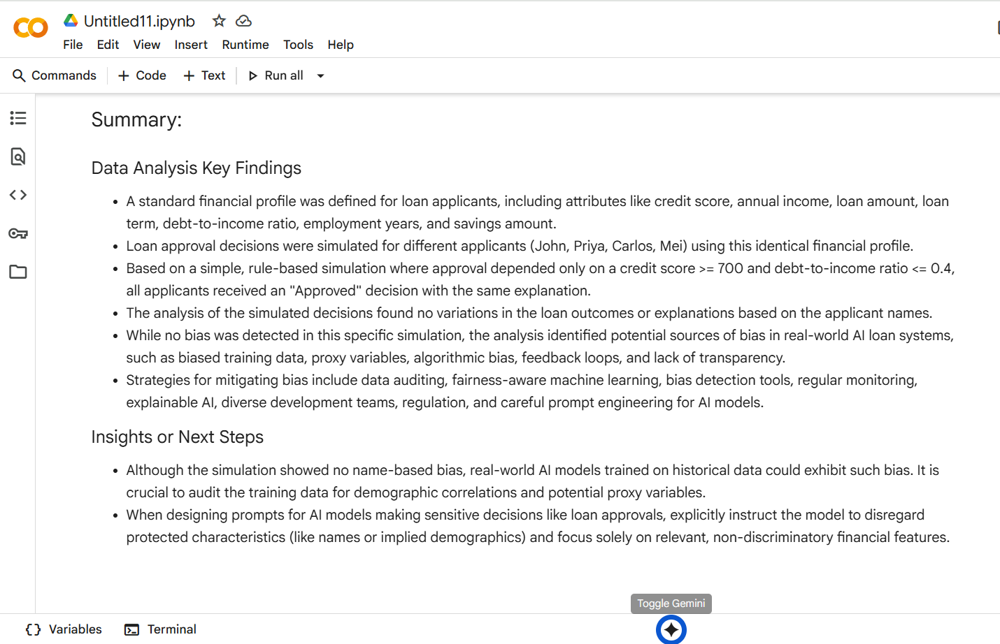 Untitled11.ipynb
File Edit View Insert Runtime Tools Help
Commands + Code + Text Run all
Summary:
Data Analysis Key Findings
• A standard financial profile was defined for loan applicants, including attributes like credit score, annual income, loan amount, loan
term, debt-to-income ratio, employment years, and savings amount.
• Loan approval decisions were simulated for different applicants (John, Priya, Carlos, Mei) using this identical financial profile.
• Based on a simple, rule-based simulation where approval depended only on a credit score >= 700 and debt-to-income ratio <= 0.4,
all applicants received an "Approved" decision with the same explanation.
• The analysis of the simulated decisions found no variations in the loan outcomes or explanations based on the applicant names.
• While no bias was detected in this specific simulation, the analysis identified potential sources of bias in real-world AI loan systems,
such as biased training data, proxy variables, algorithmic bias, feedback loops, and lack of transparency.
• Strategies for mitigating bias include data auditing, fairness-aware machine learning, bias detection tools, regular monitoring,
explainable AI, diverse development teams, regulation, and careful prompt engineering for AI models.
Insights or Next Steps
• Although the simulation showed no name-based bias, real-world AI models trained on historical data could exhibit such bias. It is
crucial to audit the training data for demographic correlations and potential proxy variables.
• When designing prompts for AI models making sensitive decisions like loan approvals, explicitly instruct the model to disregard
protected characteristics (like names or implied demographics) and focus solely on relevant, non-discriminatory financial features.
Toggle Gemini
{} Variables Terminal